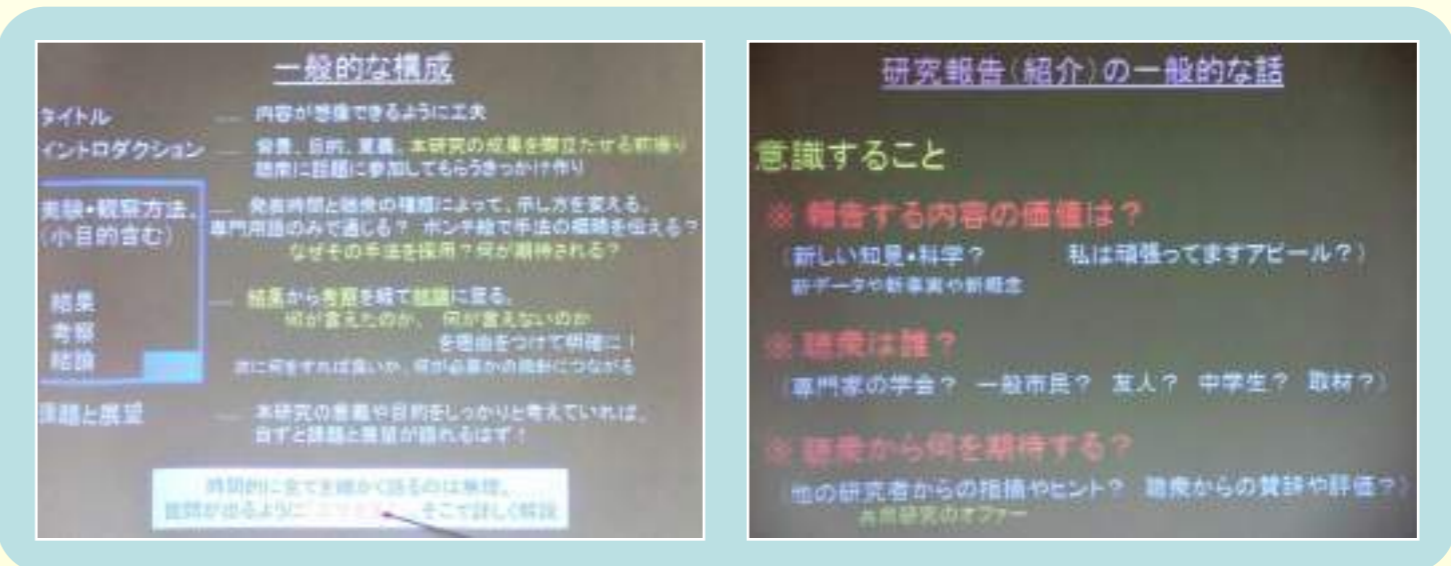 一般的な構成
タイトル — 内容が想像できるように工夫
イントロダクション — 背景、目的、意義、本研究の成果を際立たせる前振り
聴衆に話題に参加してもらうきっかけ作り
実験・観察方法、 — 発表時間と聴衆の種類によって、示し方を変える。
(小目的含む) 専門用語のみで通じる? ポンチ絵で手法の概略を伝える?
なぜその手法を採用?何が期待される?
結果 — 結果から考察を経て結論に至る。
考察 何が言えたのか、 何が言えないのか
を理由をつけて明確に!
結論 次に何をすれば良いか、何が必要かの指針につながる
課題と展望 — 本研究の意義や目的をしっかりと考えていれば、
自ずと課題と展望が語れるはず!
時間的に全てを細かく語るのは無理。
質問が出るように、そこで詳しく解説
研究報告(紹介)の一般的な話
意識すること
※ 報告する内容の価値は?
(新しい知見・科学? 私は頑張ってますアピール?)
新データや新事実や新概念
※ 聴衆は誰?
(専門家の学会? 一般市民? 友人? 中学生? 取材?)
※ 聴衆から何を期待する?
(他の研究者からの指摘やヒント? 聴衆からの賛辞や評価?)
共同研究のオファー